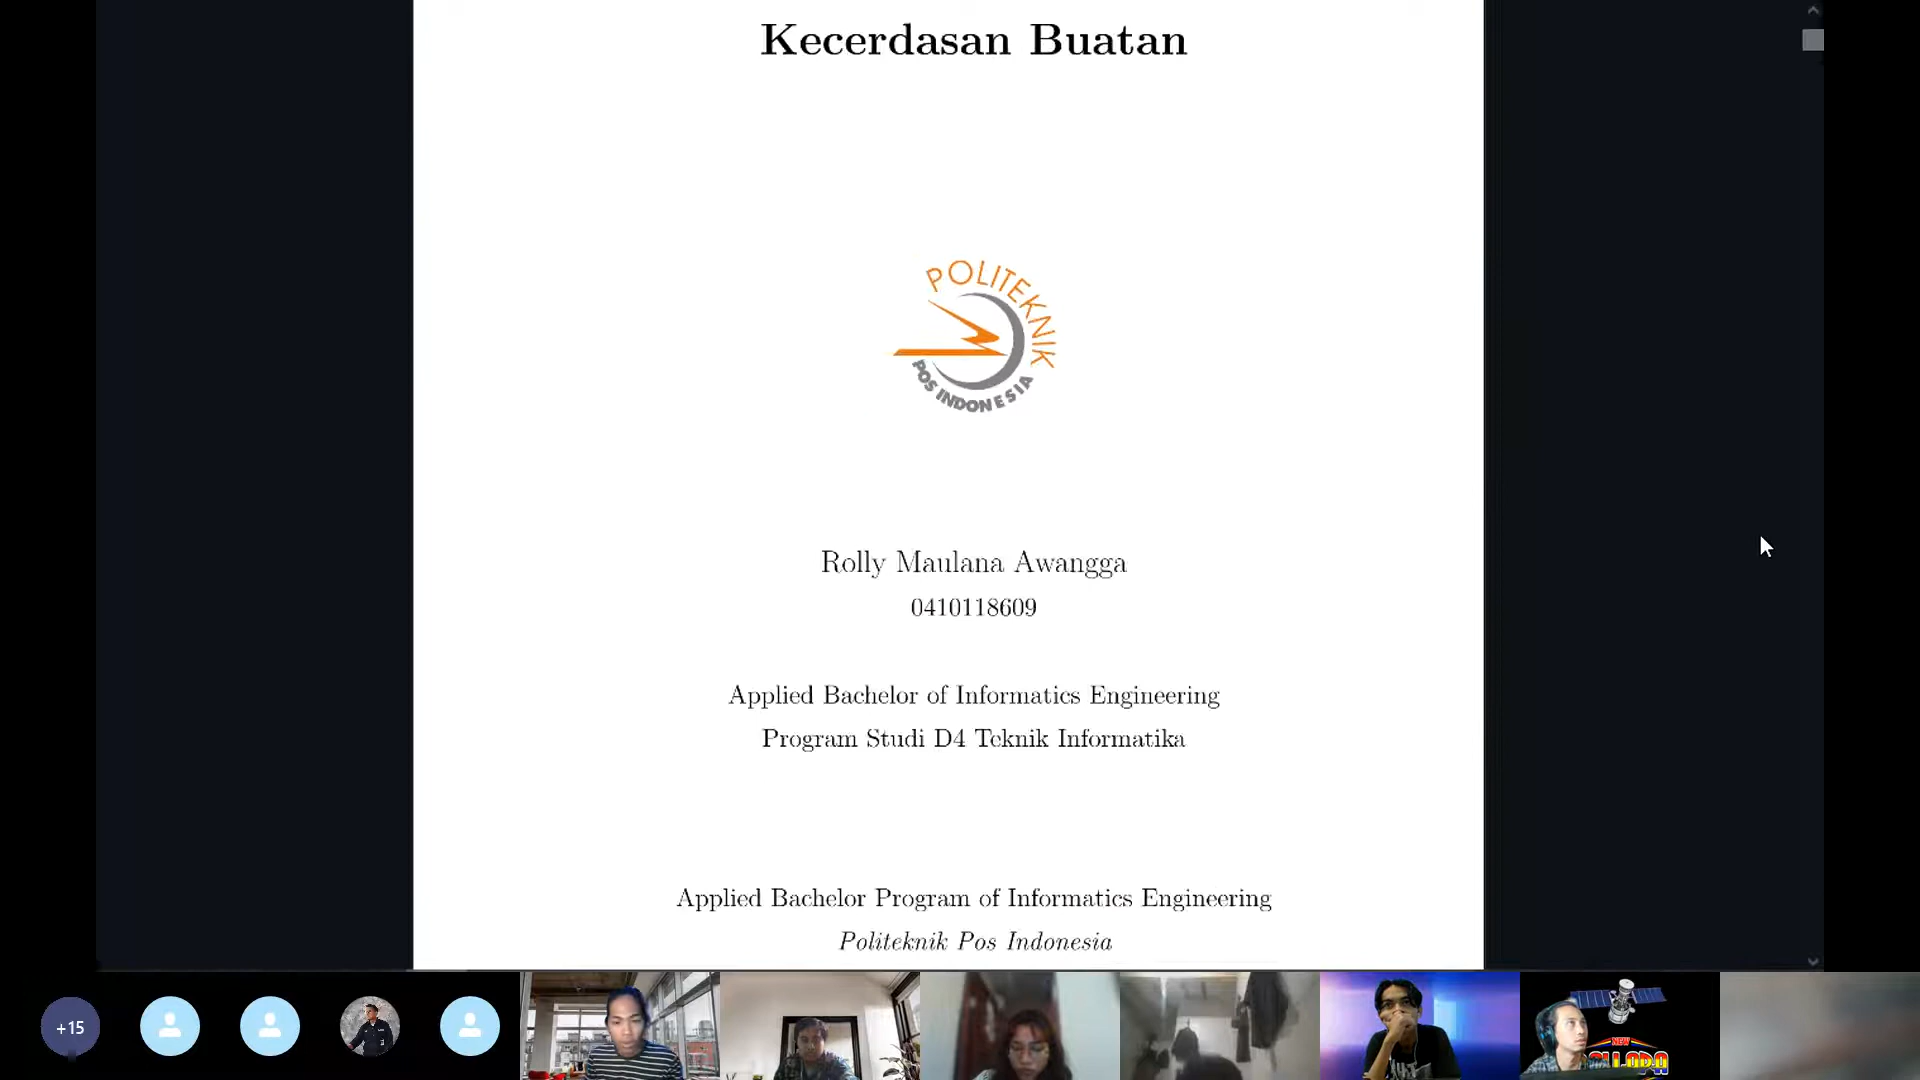 Kecerdasan Buatan
POLITEKNIK
POS INDONESIA
Rolly Maulana Awangga
0410118609
Applied Bachelor of Informatics Engineering
Program Studi D4 Teknik Informatika
Applied Bachelor Program of Informatics Engineering
Politeknik Pos Indonesia
+15
NEW